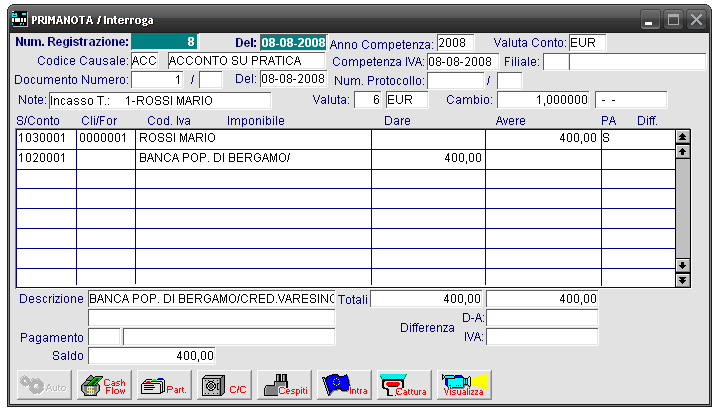 PRIMANOTA / Interroga
Num. Registrazione: 8 Del: 08-08-2008 Anno Competenza: 2008 Valuta Conto: EUR
Codice Causale: ACC ACCONTO SU PRATICA Competenza IVA: 08-08-2008 Filiale:
Documento Numero: 1 / Del: 08-08-2008 Num. Protocollo: /
Note: Incasso T.: 1-ROSSI MARIO Valuta: 6 EUR Cambio: 1,000000 - -
S/Conto Cli/For Cod. Iva Imponibile Dare Avere PA Diff.
1030001 0000001 ROSSI MARIO 400,00 S
1020001 BANCA POP. DI BERGAMO/ 400,00
Descrizione BANCA POP. DI BERGAMO/CRED.VARESINO Totali 400,00 400,00
Differenza D-A:
Pagamento IVA:
Saldo 400,00
Auto Cash Flow Part. C/C Cespiti Intra Cattura Visualizza